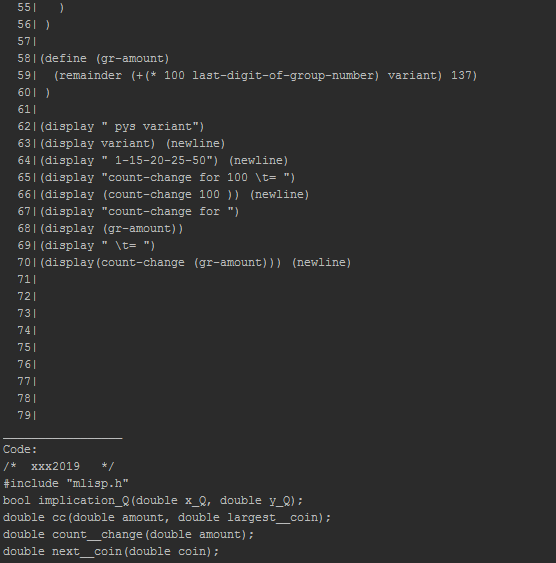 55|   )
56| )
57|
58|(define (gr-amount)
59|  (remainder (+(* 100 last-digit-of-group-number) variant) 137)
60| )
61|
62|(display " pys variant")
63|(display variant) (newline)
64|(display " 1-15-20-25-50") (newline)
65|(display "count-change for 100 \t= ")
66|(display (count-change 100 )) (newline)
67|(display "count-change for ")
68|(display (gr-amount))
69|(display " \t= ")
70|(display(count-change (gr-amount))) (newline)
71|
72|
73|
74|
75|
76|
77|
78|
79|
_________________
Code:
/*  xxx2019   */
#include "mlisp.h"
bool implication_Q(double x_Q, double y_Q);
double cc(double amount, double largest__coin);
double count__change(double amount);
double next__coin(double coin);